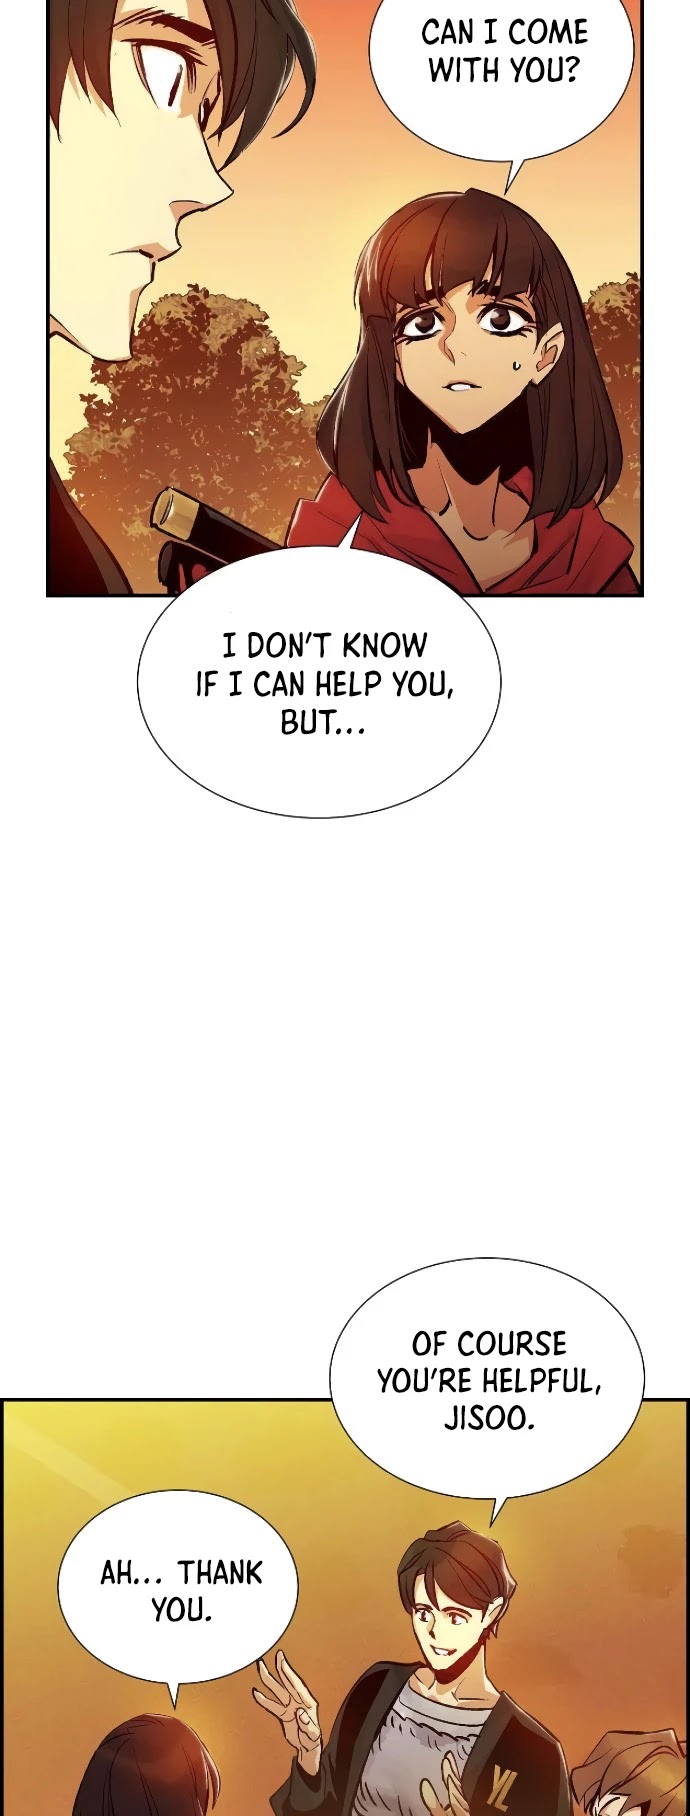 CAN I COME
WITH YOU?
I DON'T KNOW
IF I CAN HELP YOU,
BUT...
OF COURSE
YOU'RE HELPFUL,
JISOO.
AH... THANK
YOU.
YL